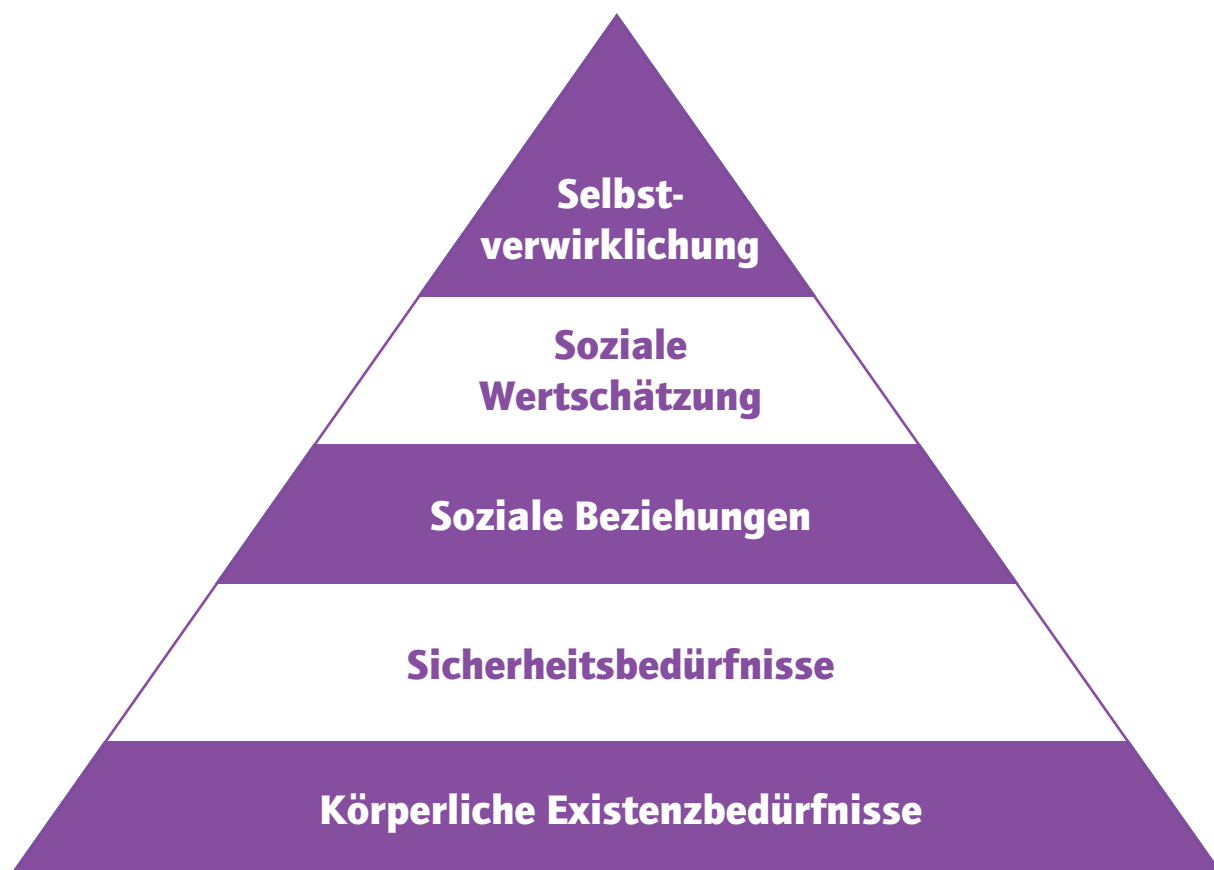 Selbst-
verwirklichung
Soziale
Wertschätzung
Soziale Beziehungen
Sicherheitsbedürfnisse
Körperliche Existenzbedürfnisse